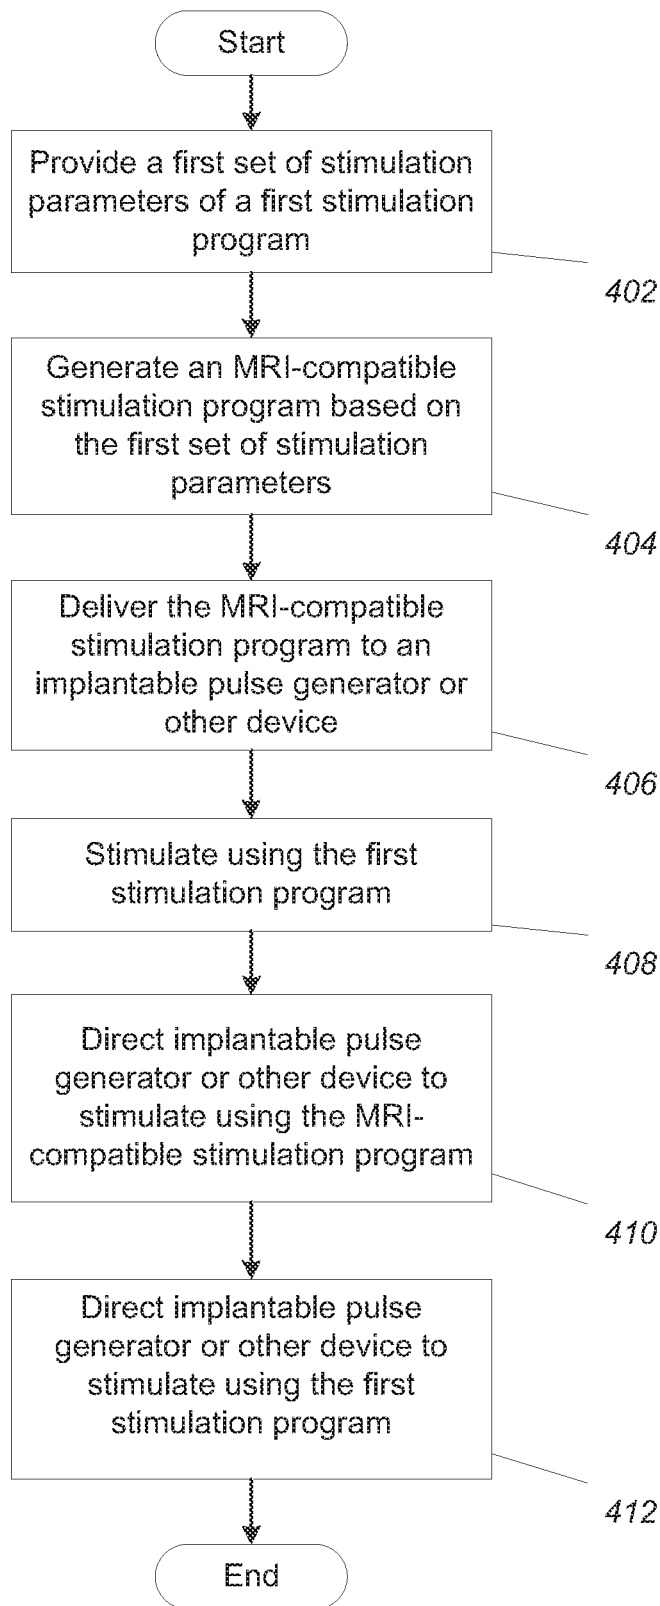 Start
Provide a first set of stimulation
parameters of a first stimulation
program
402
Generate an MRI-compatible
stimulation program based on
the first set of stimulation
parameters
404
Deliver the MRI-compatible
stimulation program to an
implantable pulse generator or
other device
406
Stimulate using the first
stimulation program
408
Direct implantable pulse
generator or other device to
stimulate using the MRI-
compatible stimulation program
410
Direct implantable pulse
generator or other device to
stimulate using the first
stimulation program
412
End